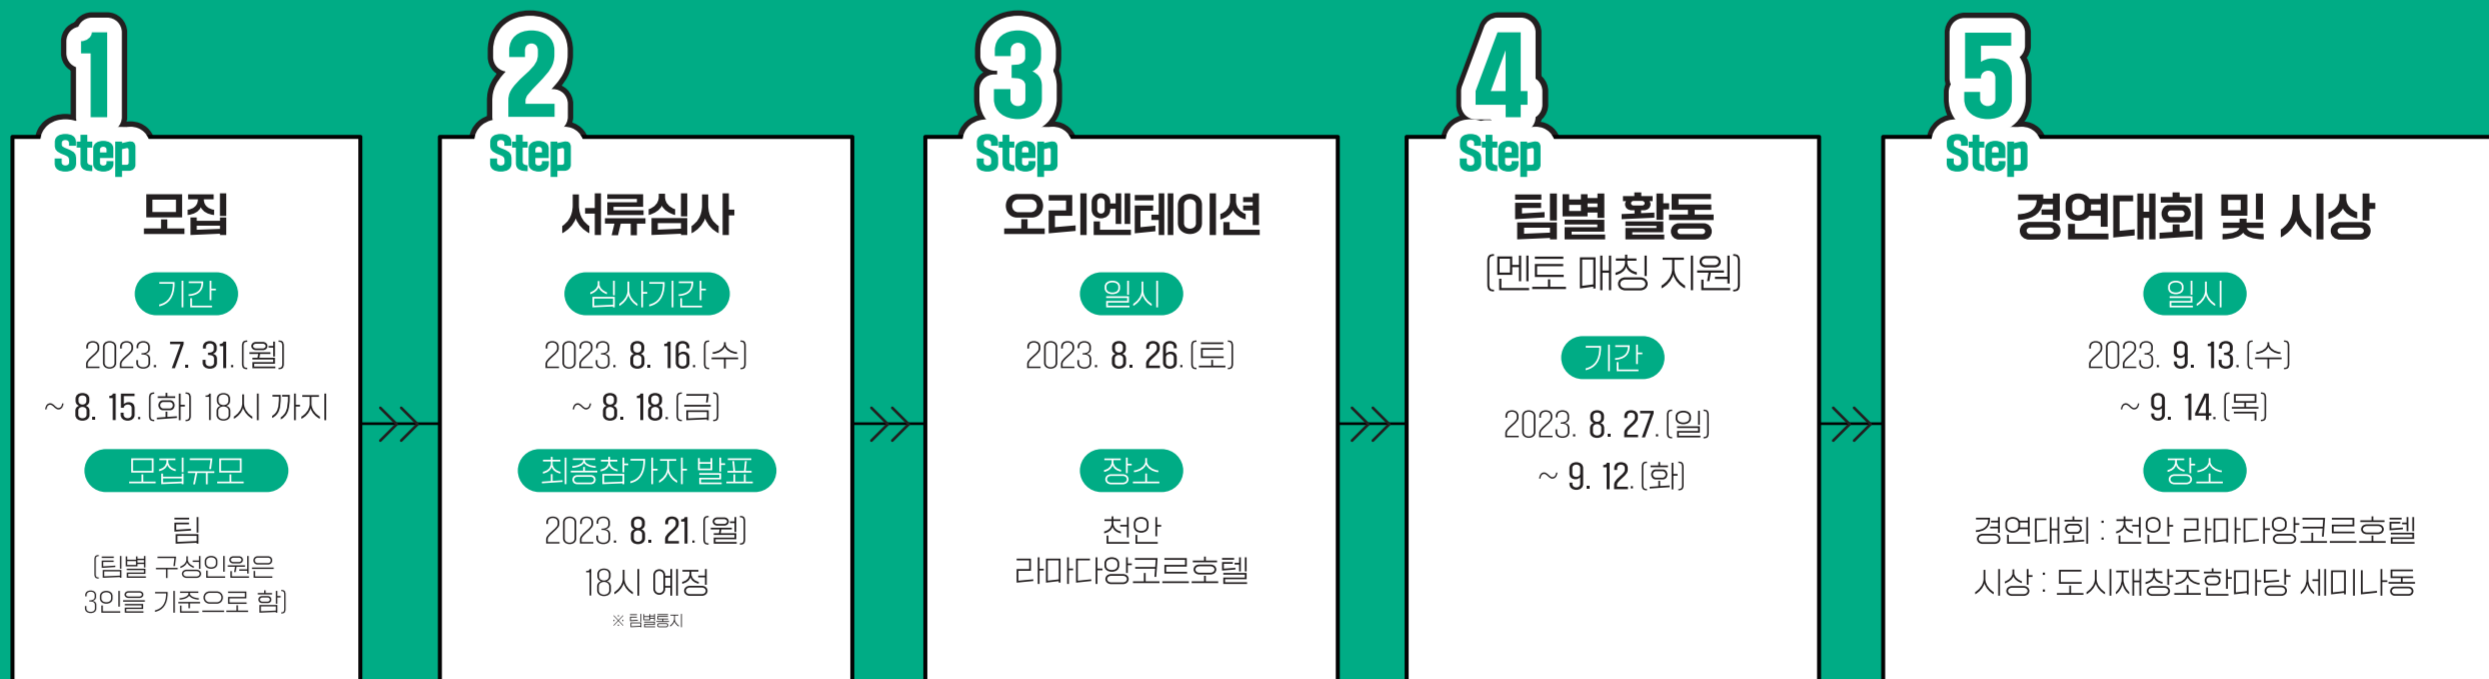 1
Step
모집
기간
2023. 7. 31.(월)
~ 8. 15.(화) 18시 까지
모집규모
팀
(팀별 구성인원은
3인을 기준으로 함)
2
Step
서류심사
심사기간
2023. 8. 16.(수)
~ 8. 18.(금)
최종참가자 발표
2023. 8. 21.(월)
18시 예정
※ 팀별통지
3
Step
오리엔테이션
일시
2023. 8. 26.(토)
장소
천안
라마다앙코르호텔
4
Step
팀별 활동
(멘토 매칭 지원)
기간
2023. 8. 27.(일)
~ 9. 12.(화)
5
Step
경연대회 및 시상
일시
2023. 9. 13.(수)
~ 9. 14.(목)
장소
경연대회 : 천안 라마다앙코르호텔
시상 : 도시재창조한마당 세미나동